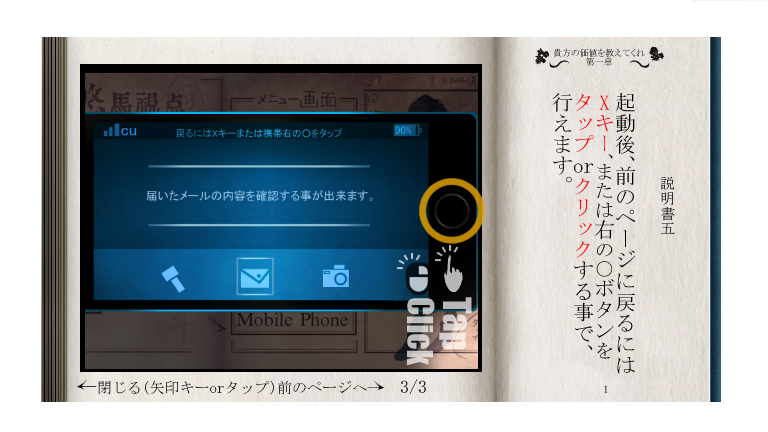 貴方の価値を教えてくれ
第一章
説明書五
起動後、前のページに戻るには
Xキー、または右の〇ボタンを
タップorクリックする事で、
行えます。
1
悠馬視点
メニュー画面
cu
戻るにはXキーまたは携帯右の〇をタップ
90%
届いたメールの内容を確認する事が出来ます。
Tap
Click
Mobile Phone
←閉じる(矢印キーorタップ)前のページへ→ 3/3